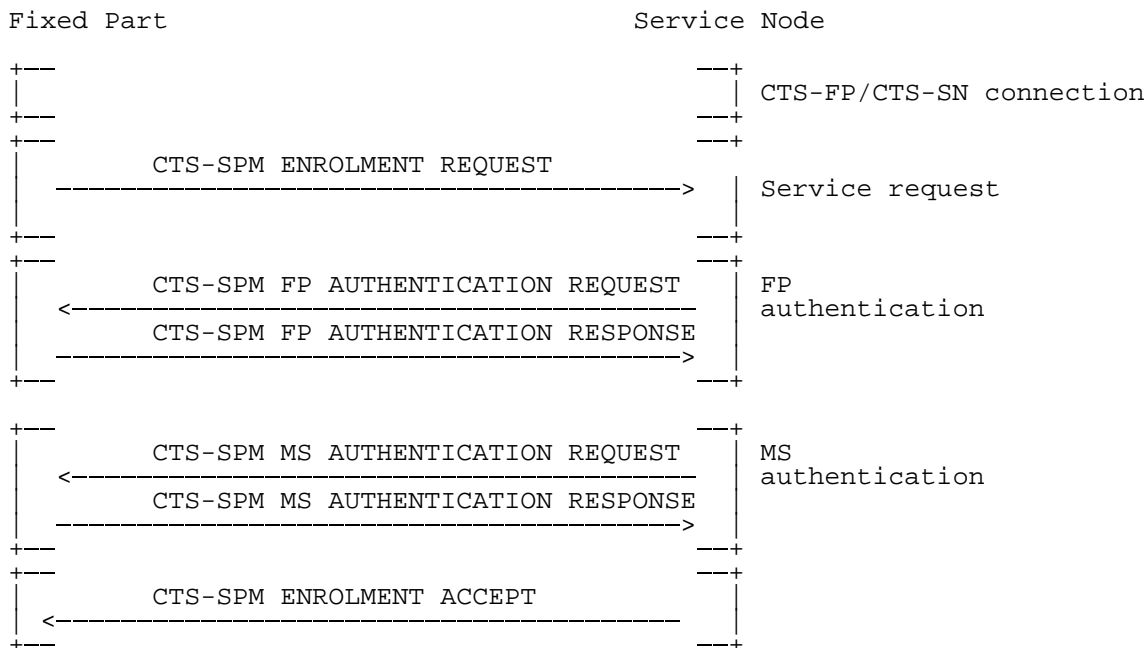 Fixed Part Service Node
CTS-FP/CTS-SN connection
CTS-SPM ENROLMENT REQUEST
Service request
CTS-SPM FP AUTHENTICATION REQUEST FP
authentication
CTS-SPM FP AUTHENTICATION RESPONSE
CTS-SPM MS AUTHENTICATION REQUEST MS
authentication
CTS-SPM MS AUTHENTICATION RESPONSE
CTS-SPM ENROLMENT ACCEPT